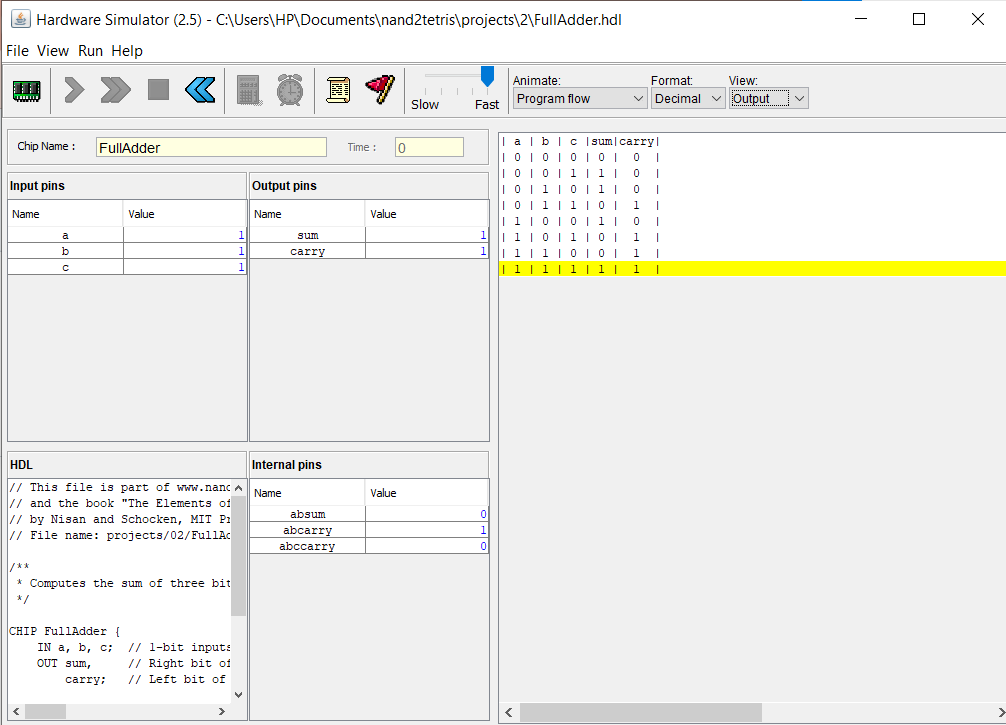 Hardware Simulator (2.5) - C:\Users\HP\Documents\nand2tetris\projects\2\FullAdder.hdl
File View Run Help
Slow Fast
Animate: Format: View:
Program flow Decimal Output
Chip Name : FullAdder Time : 0
Input pins
Name Value
a 1
b 1
c 1
Output pins
Name Value
sum 1
carry 1
HDL
// This file is part of www.nand
// and the book "The Elements of
// by Nisan and Schocken, MIT Pr
// File name: projects/02/FullAd
/**
* Computes the sum of three bit
*/
CHIP FullAdder {
IN a, b, c; // 1-bit inputs
OUT sum, // Right bit of
carry; // Left bit of
Internal pins
Name Value
absum 0
abcarry 1
abccarry 0
| a | b | c |sum|carry|
| 0 | 0 | 0 | 0 | 0 |
| 0 | 0 | 1 | 1 | 0 |
| 0 | 1 | 0 | 1 | 0 |
| 0 | 1 | 1 | 0 | 1 |
| 1 | 0 | 0 | 1 | 0 |
| 1 | 0 | 1 | 0 | 1 |
| 1 | 1 | 0 | 0 | 1 |
| 1 | 1 | 1 | 1 | 1 |